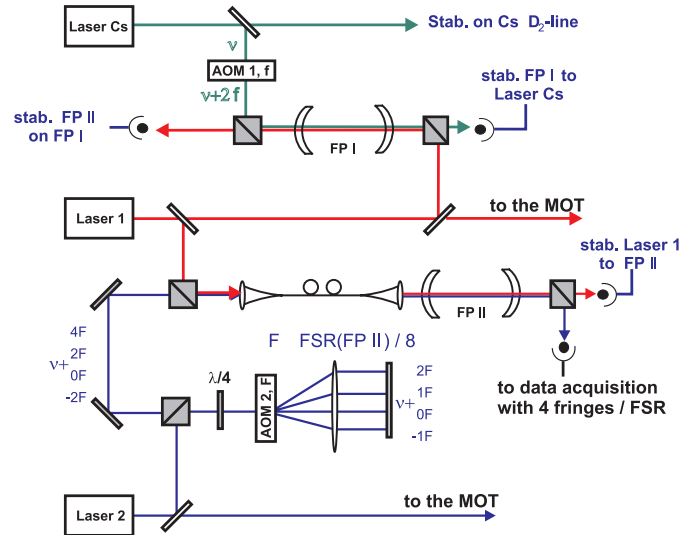 Laser Cs
Stab. on Cs D₂-line
ν
AOM 1, f
ν+2f
stab. FP I to
Laser Cs
stab. FP II
on FP I
FP I
Laser 1
to the MOT
stab. Laser 1
to FP II
FP II
F FSR(FP II) / 8
4F
2F
ν+
0F
-2F
λ/4
AOM 2, F
2F
1F
ν+
0F
-1F
to data acquisition
with 4 fringes / FSR
Laser 2
to the MOT